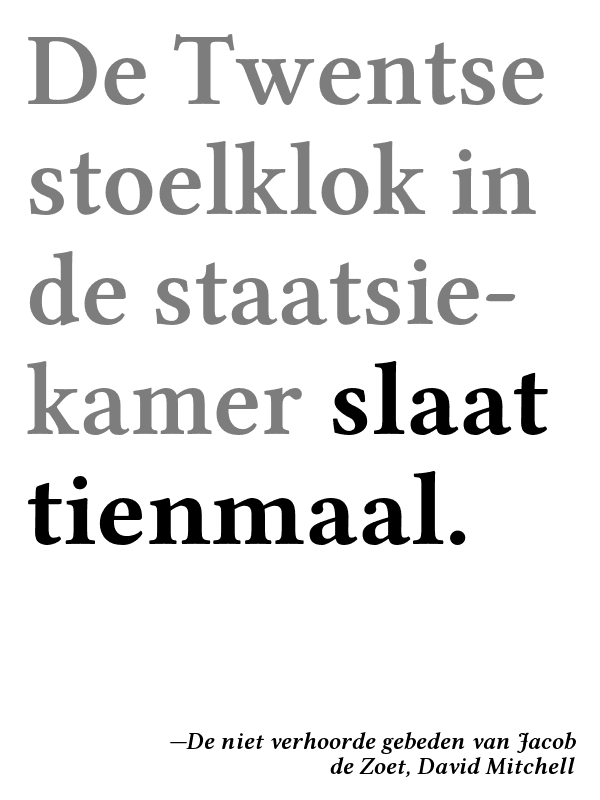 De Twentse
stoelklok in
de staatsie-
kamer slaat
tienmaal.
—De niet verhoorde gebeden van Jacob
de Zoet, David Mitchell